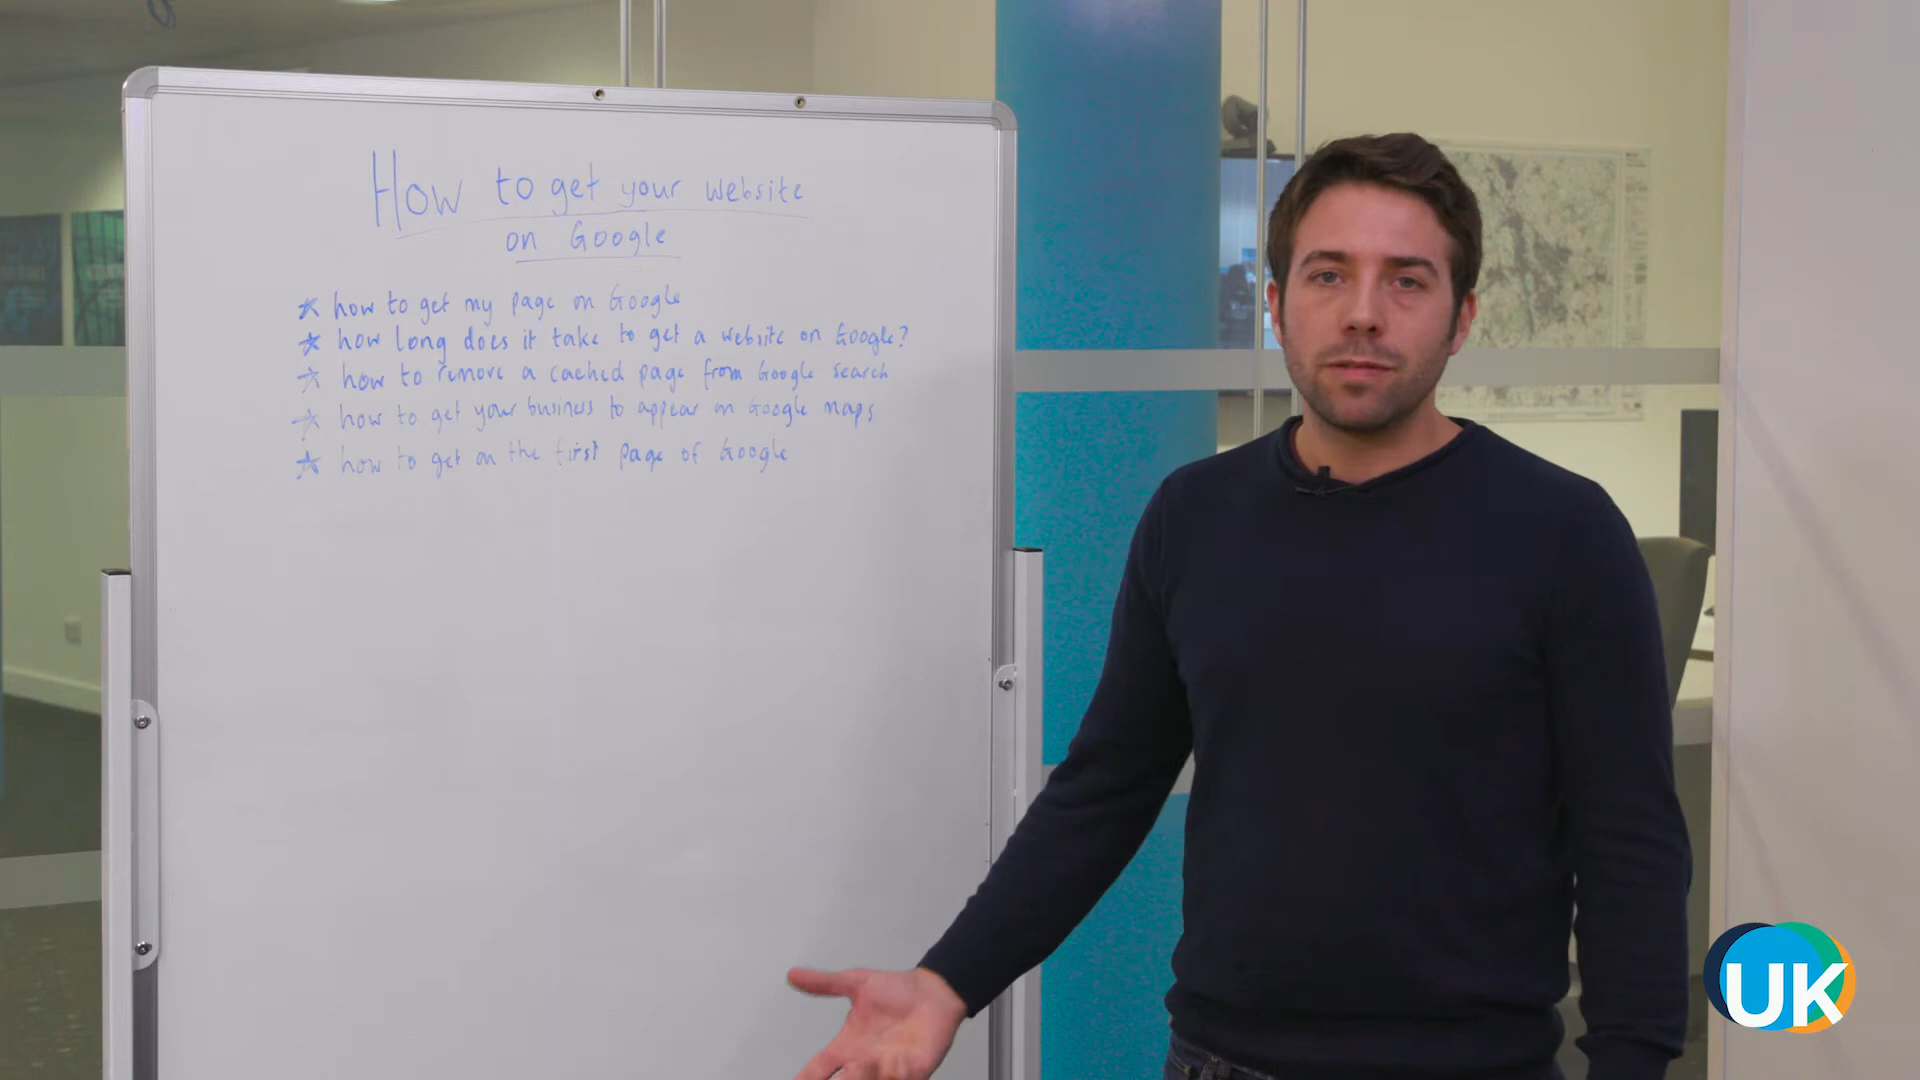 How to get your website
on Google
* how to get my page on Google
* how long does it take to get a website on Google?
* how to remove a cached page from Google search
* how to get your business to appear on Google maps
* how to get on the first page of Google
UK